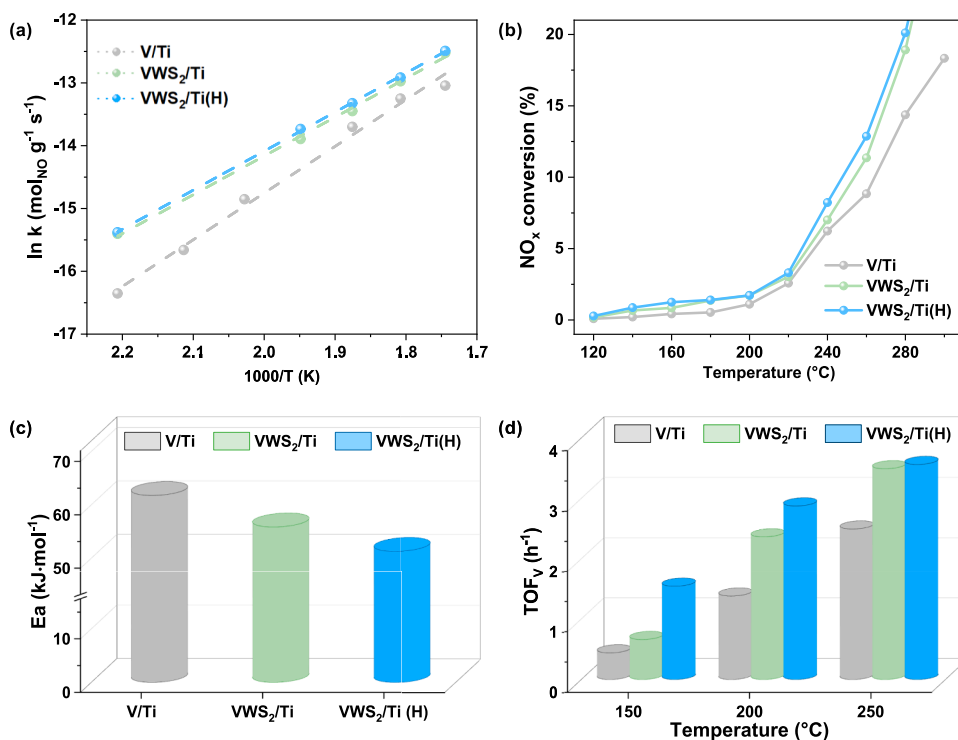 (a)
V/Ti
VWS₂/Ti
VWS₂/Ti(H)
-12
-13
-14
-15
-16
-17
ln k (mol_NO g⁻¹ s⁻¹)
2.2 2.1 2.0 1.9 1.8 1.7
1000/T (K)
(b)
20
15
10
5
0
NOₓ conversion (%)
V/Ti
VWS₂/Ti
VWS₂/Ti(H)
120 160 200 240 280
Temperature (°C)
(c)
V/Ti VWS₂/Ti VWS₂/Ti(H)
70
60
50
10
0
Ea (kJ·mol⁻¹)
V/Ti VWS₂/Ti VWS₂/Ti (H)
(d)
V/Ti VWS₂/Ti VWS₂/Ti(H)
4
3
2
1
0
TOF_V (h⁻¹)
150 200 250
Temperature (°C)